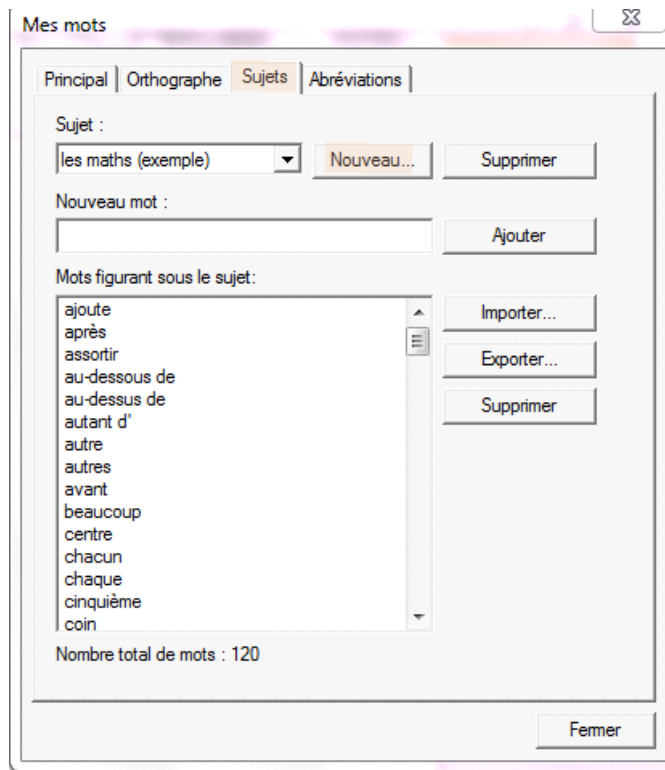 Mes mots
Principal Orthographe Sujets Abréviations
Sujet :
les maths (exemple) Nouveau... Supprimer
Nouveau mot :
Ajouter
Mots figurant sous le sujet:
ajoute
après
assortir
au-dessous de
au-dessus de
autant d'
autre
autres
avant
beaucoup
centre
chacun
chaque
cinquième
coin
Importer...
Exporter...
Supprimer
Nombre total de mots : 120
Fermer